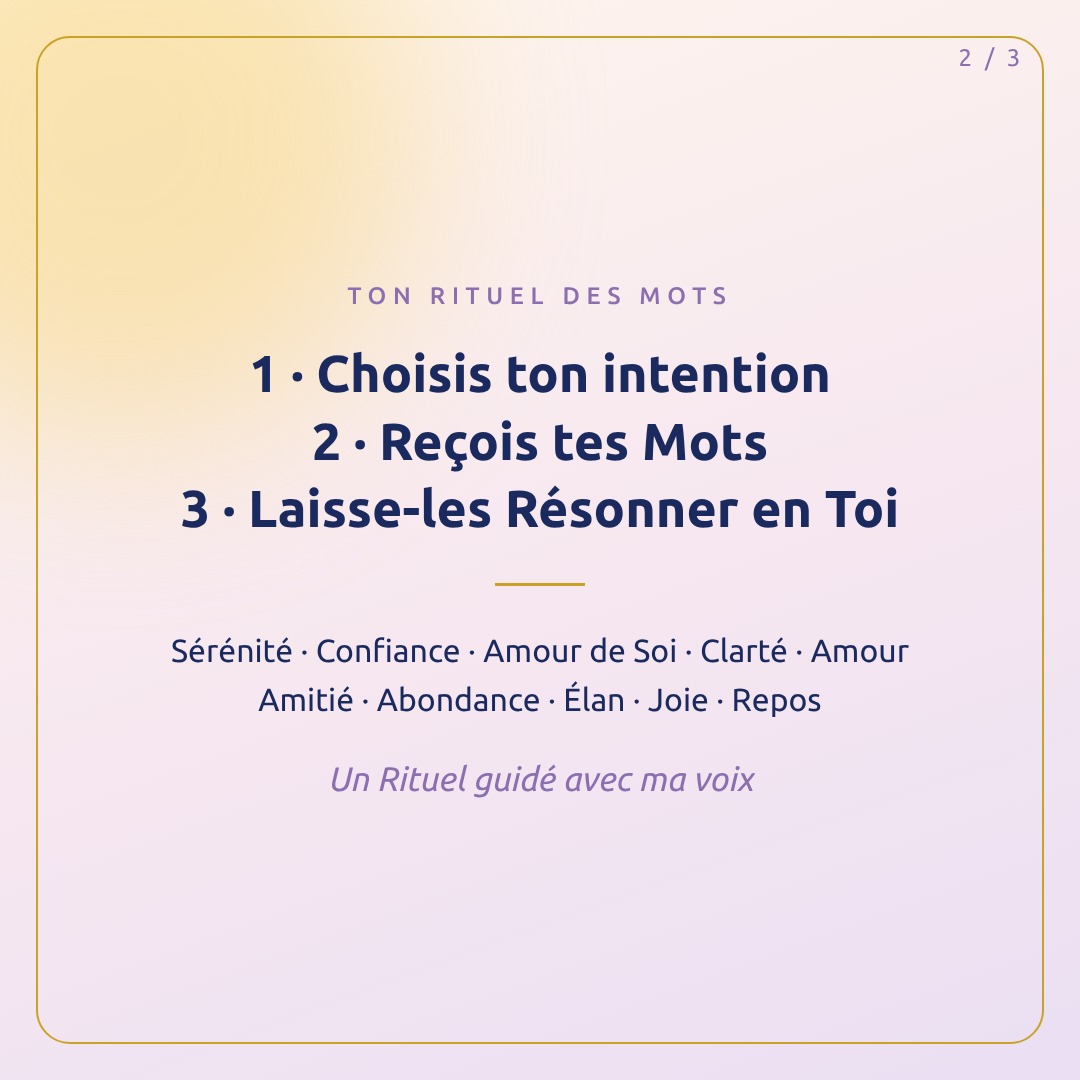 2 / 3
TON RITUEL DES MOTS
1 · Choisis ton intention
2 · Reçois tes Mots
3 · Laisse-les Résonner en Toi
Sérénité · Confiance · Amour de Soi · Clarté · Amour
Amitié · Abondance · Élan · Joie · Repos
Un Rituel guidé avec ma voix